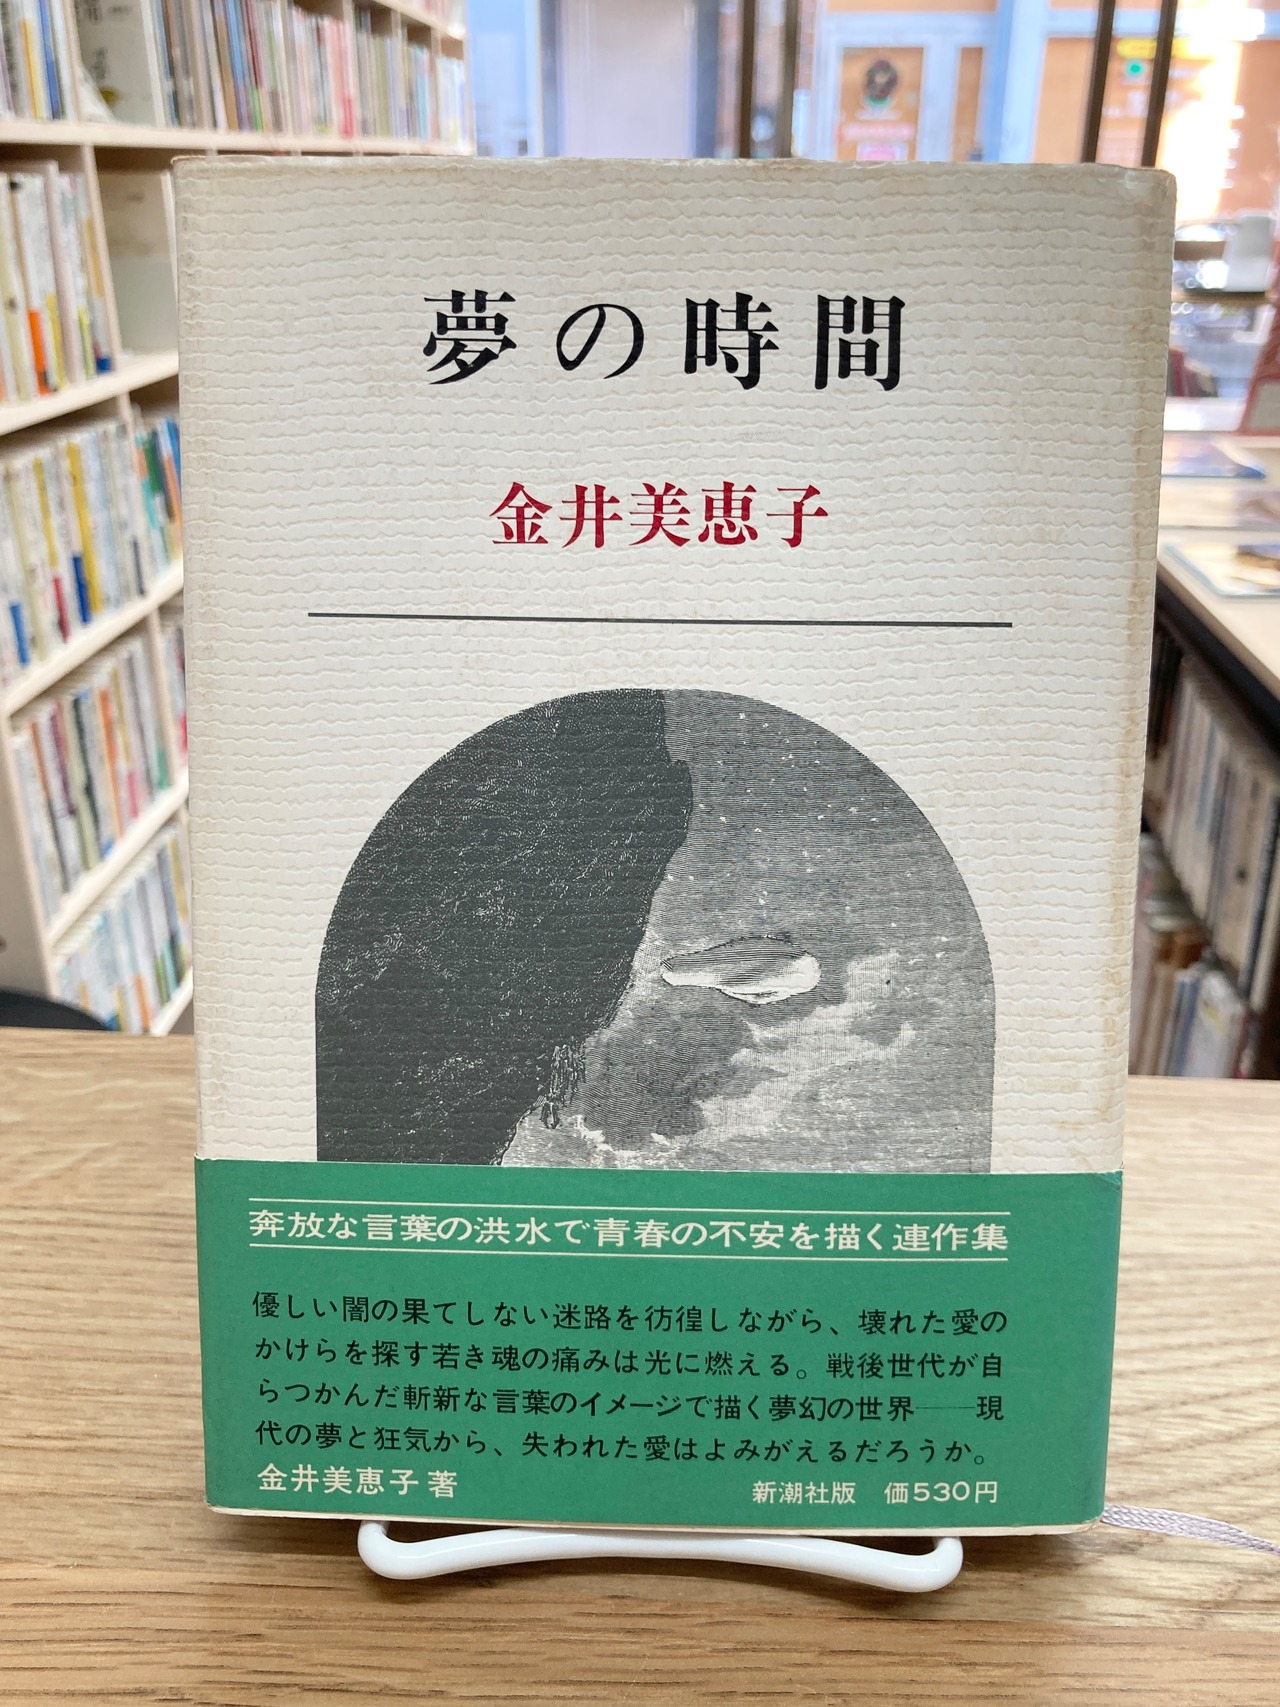 夢の時間
金井美恵子
奔放な言葉の洪水で青春の不安を描く連作集
優しい闇の果てしない迷路を彷徨しながら、壊れた愛の
かけらを探す若き魂の痛みは光に燃える。戦後世代が自
らつかんだ斬新な言葉のイメージで描く夢幻の世界──現
代の夢と狂気から、失われた愛はよみがえるだろうか。
金井美恵子 著
新潮社版 価530円